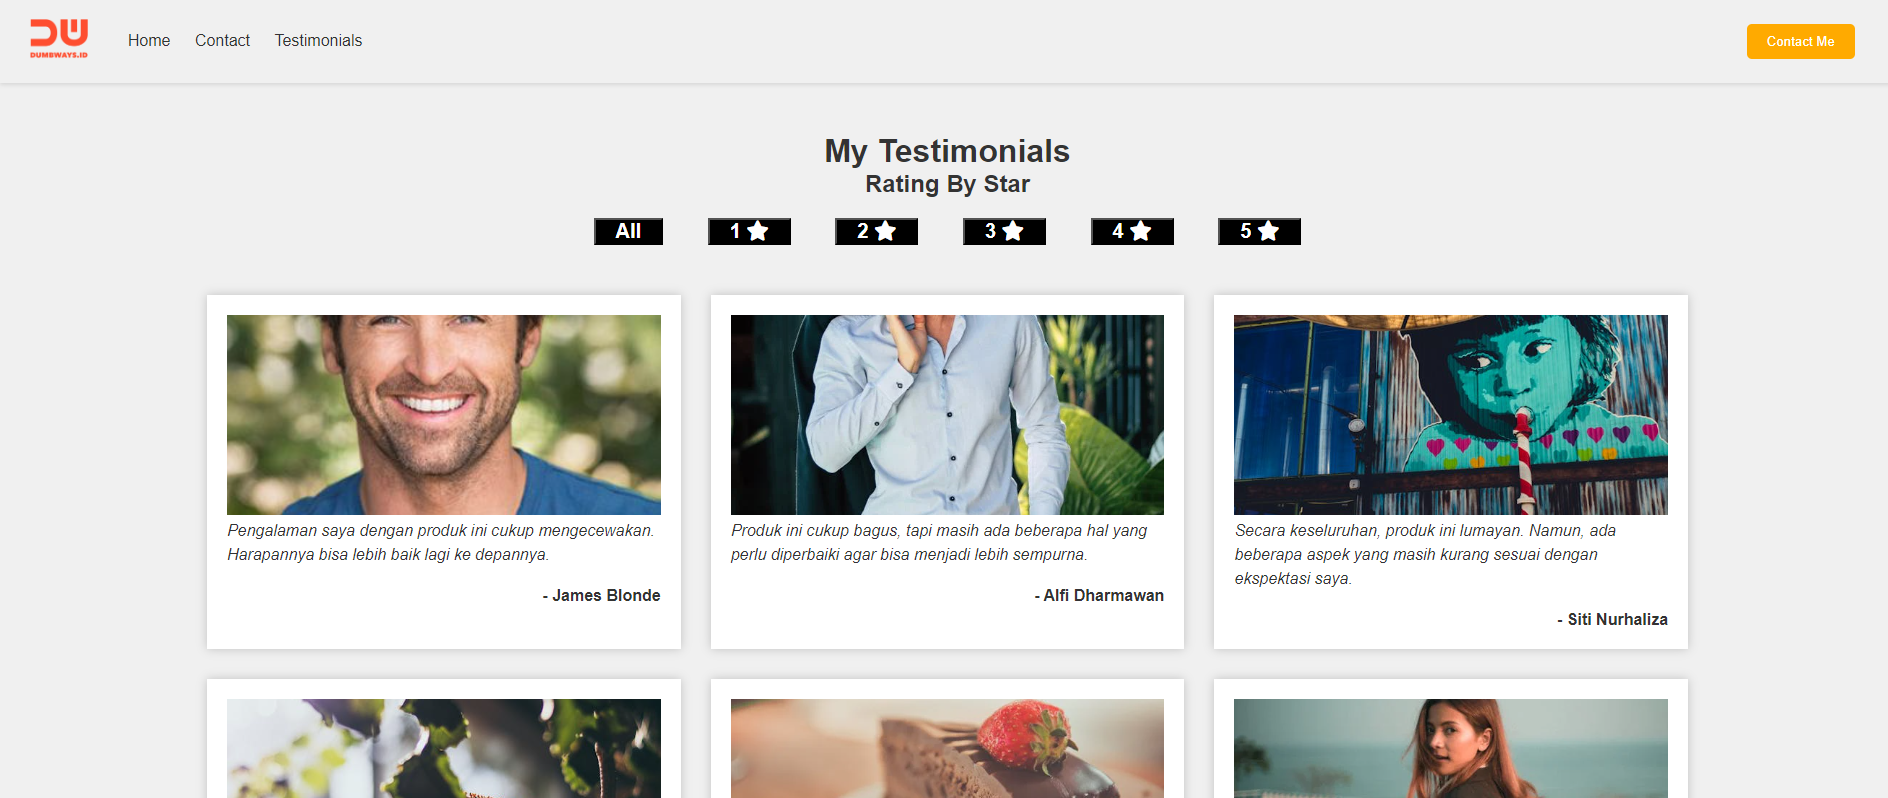 DUMBWAYS.ID
Home Contact Testimonials
Contact Me
My Testimonials
Rating By Star
All 1 2 3 4 5
Pengalaman saya dengan produk ini cukup mengecewakan.
Harapannya bisa lebih baik lagi ke depannya.
- James Blonde
Produk ini cukup bagus, tapi masih ada beberapa hal yang
perlu diperbaiki agar bisa menjadi lebih sempurna.
- Alfi Dharmawan
Secara keseluruhan, produk ini lumayan. Namun, ada
beberapa aspek yang masih kurang sesuai dengan
ekspektasi saya.
- Siti Nurhaliza